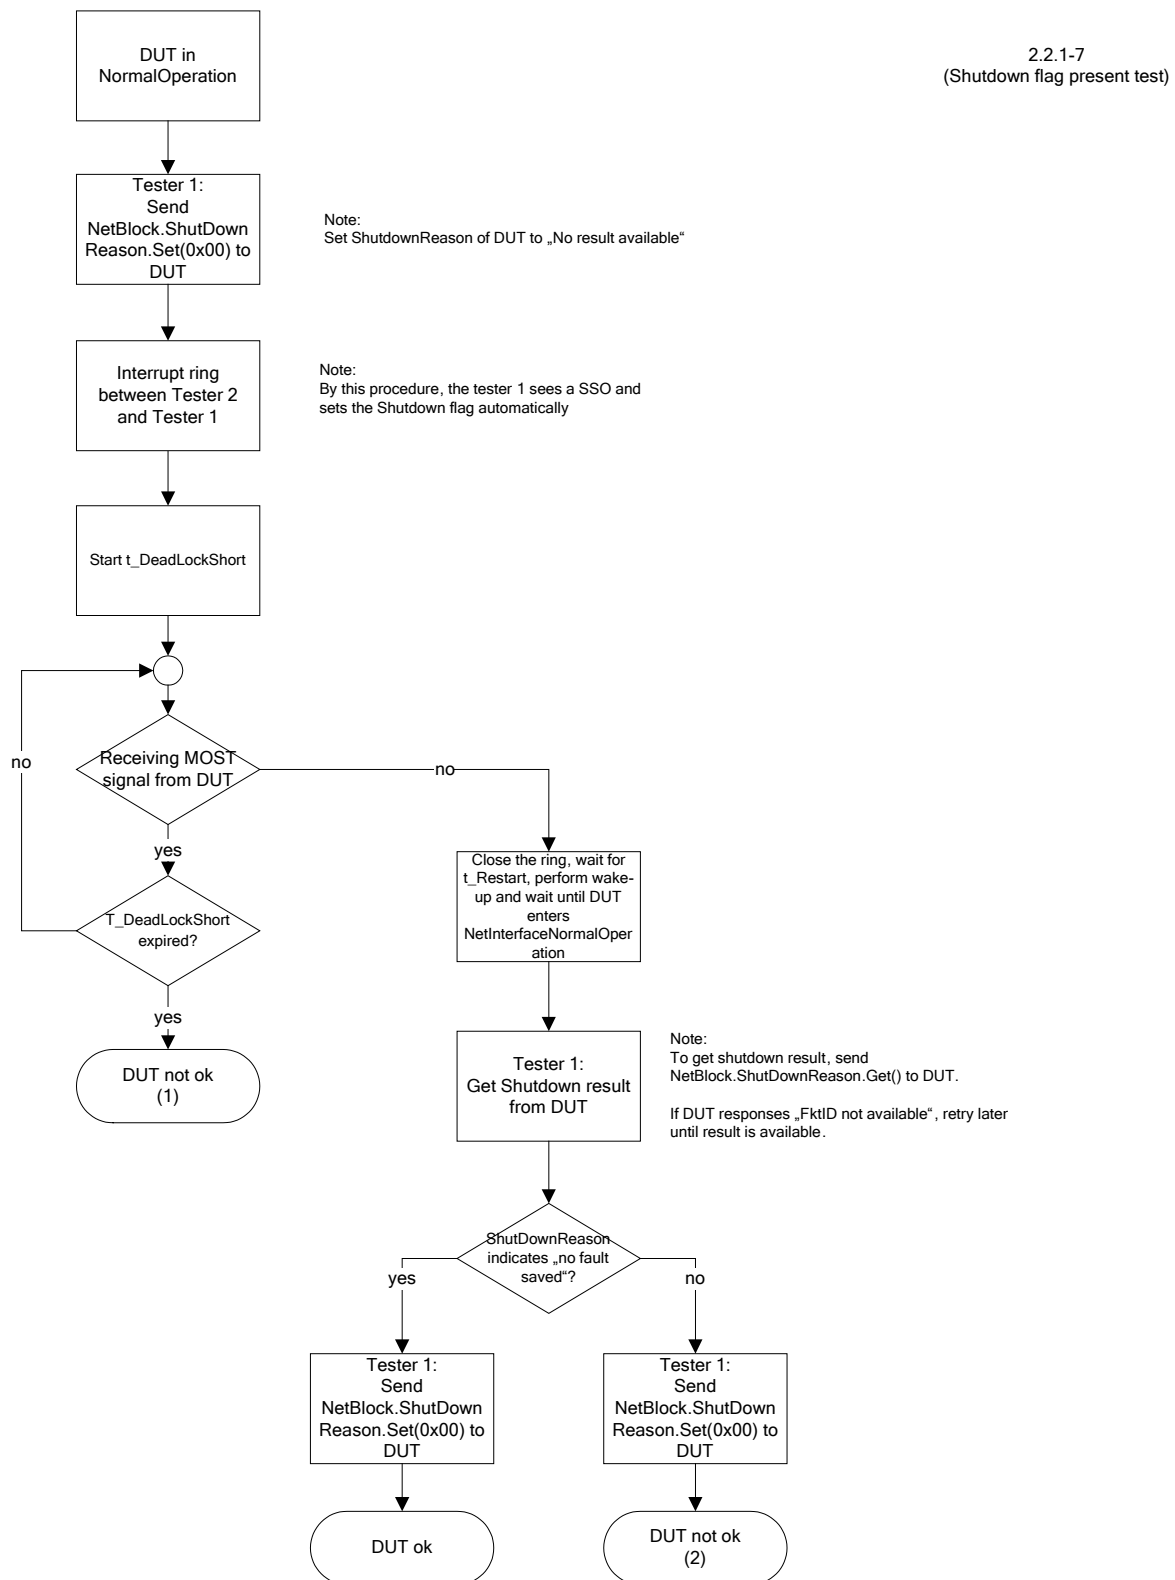 DUT in
NormalOperation
2.2.1-7
(Shutdown flag present test)
Tester 1:
Send
NetBlock.ShutDown
Reason.Set(0x00) to
DUT
Note:
Set ShutdownReason of DUT to „No result available“
Interrupt ring
between Tester 2
and Tester 1
Note:
By this procedure, the tester 1 sees a SSO and
sets the Shutdown flag automatically
Start t_DeadLockShort
Receiving MOST
signal from DUT
no
no
yes
T_DeadLockShort
expired?
yes
DUT not ok
(1)
Close the ring, wait for
t_Restart, perform wake-
up and wait until DUT
enters
NetInterfaceNormalOper
ation
Tester 1:
Get Shutdown result
from DUT
Note:
To get shutdown result, send
NetBlock.ShutDownReason.Get() to DUT.
If DUT responses „FktID not available“, retry later
until result is available.
ShutDownReason
indicates „no fault
saved“?
yes
no
Tester 1:
Send
NetBlock.ShutDown
Reason.Set(0x00) to
DUT
Tester 1:
Send
NetBlock.ShutDown
Reason.Set(0x00) to
DUT
DUT ok
DUT not ok
(2)